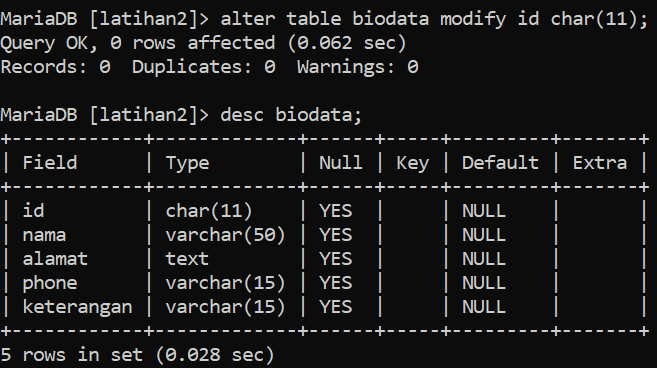 MariaDB [latihan2]> alter table biodata modify id char(11);
Query OK, 0 rows affected (0.062 sec)
Records: 0  Duplicates: 0  Warnings: 0

MariaDB [latihan2]> desc biodata;
+------------+-------------+------+-----+---------+-------+
| Field      | Type        | Null | Key | Default | Extra |
+------------+-------------+------+-----+---------+-------+
| id         | char(11)    | YES  |     | NULL    |       |
| nama       | varchar(50) | YES  |     | NULL    |       |
| alamat     | text        | YES  |     | NULL    |       |
| phone      | varchar(15) | YES  |     | NULL    |       |
| keterangan | varchar(15) | YES  |     | NULL    |       |
+------------+-------------+------+-----+---------+-------+
5 rows in set (0.028 sec)